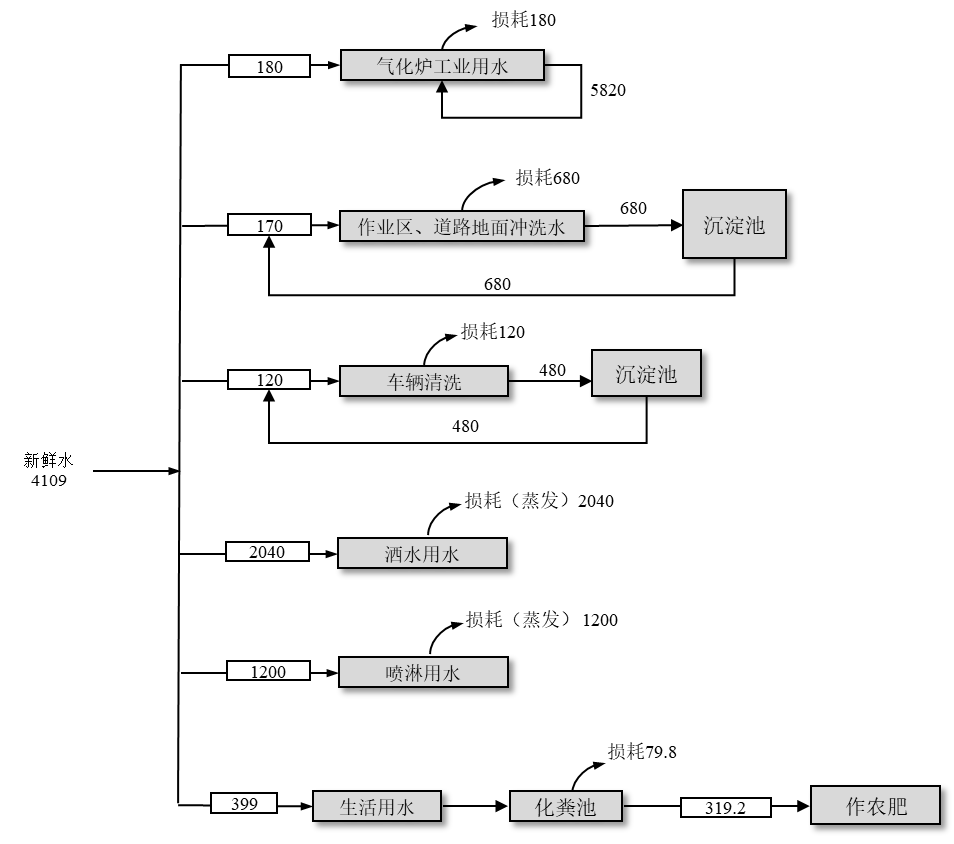 损耗180
180
气化炉工业用水
5820
损耗680
680
170
作业区、道路地面冲洗水
沉淀池
680
损耗120
480
120
车辆清洗
沉淀池
480
新鲜水
4109
损耗（蒸发）2040
2040
洒水用水
损耗（蒸发）1200
1200
喷淋用水
损耗79.8
399
生活用水
化粪池
319.2
作农肥